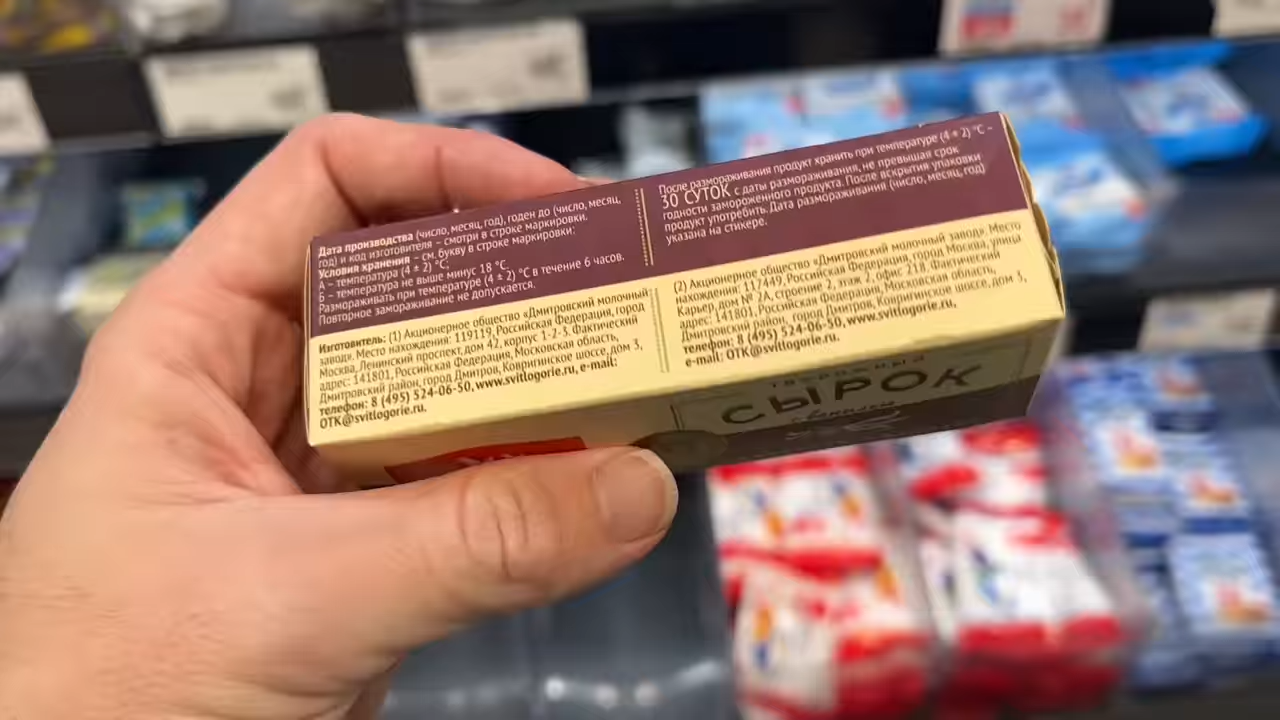 Дата производства (число, месяц, год), годен до (число, месяц,
год) и код изготовителя – смотри в строке маркировки.
Условия хранения – см. букву в строке маркировки:
А – температура (4 ± 2) °С;
Б – температура не выше минус 18 °С.
Размораживать при температуре (4 ± 2) °С в течение 6 часов.
Повторное замораживание не допускается.
После размораживания продукт хранить при температуре (4 ± 2) °С –
30 СУТОК с даты размораживания, не превышая срок
годности замороженного продукта. После вскрытия упаковки
продукт употребить. Дата размораживания (число, месяц, год)
указана на стикере.
Изготовитель: (1) Акционерное общество «Дмитровский молочный
завод». Место нахождения: 119119, Российская Федерация, город
Москва, Ленинский проспект, дом 42, корпус 1-2-3. Фактический
адрес: 141801, Российская Федерация, Московская область,
Дмитровский район, город Дмитров, Ковригинское шоссе, дом 3,
телефон: 8 (495) 524-06-50, www.svitlogorie.ru, e-mail:
OTK@svitlogorie.ru.
(2) Акционерное общество «Дмитровский молочный завод». Место
нахождения: 117449, Российская Федерация, город Москва, улица
Карьер, дом № 2А, строение 2, этаж 2, офис 218. Фактический
адрес: 141801, Российская Федерация, Московская область,
Дмитровский район, город Дмитров, Ковригинское шоссе, дом 3,
телефон: 8 (495) 524-06-50, www.svitlogorie.ru,
e-mail: OTK@svitlogorie.ru.
творожный
СЫРОК
с ванилью